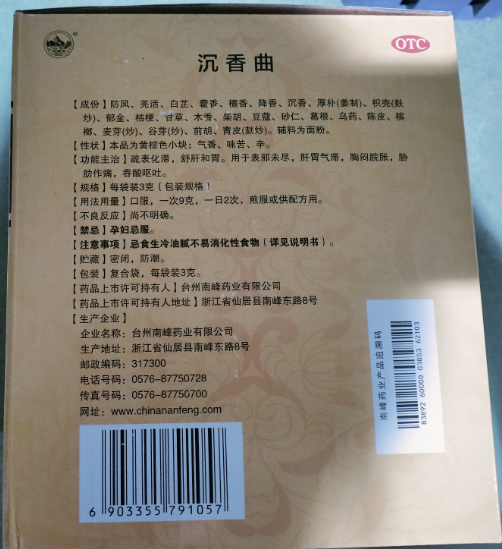 OTC
沉香曲
【成份】防风、羌活、白芷、藿香、檀香、降香、沉香、厚朴(姜制)、枳壳(麸
炒)、郁金、桔梗、甘草、木香、柴胡、豆蔻、砂仁、葛根、乌药、陈皮、槟
榔、麦芽(炒)、谷芽(炒)、前胡、青皮(麸炒)。辅料为面粉。
【性状】本品为黄棕色小块；气香、味苦、辛。
【功能主治】疏表化滞，舒肝和胃。用于表邪未尽，肝胃气滞，胸闷脘胀，胁
肋作痛，吞酸呕吐。
【规格】每袋装3克(包装规格)
【用法用量】口服，一次9克，一日2次，煎服或供配方用。
【不良反应】尚不明确。
【禁忌】孕妇忌服。
【注意事项】忌食生冷油腻不易消化性食物（详见说明书）。
【贮藏】密闭，防潮。
【包装】复合袋，每袋装3克。
【药品上市许可持有人】台州南峰药业有限公司
【药品上市许可持有人地址】浙江省仙居县南峰东路8号
【生产企业】
企业名称：台州南峰药业有限公司
生产地址：浙江省仙居县南峰东路8号
邮政编码：317300
电话号码：0576-87750728
传真号码：0576-87750700
网址：www.chinananfeng.com
6 903355 791057
南峰药业产品追溯码
83892 60000 03852 62103